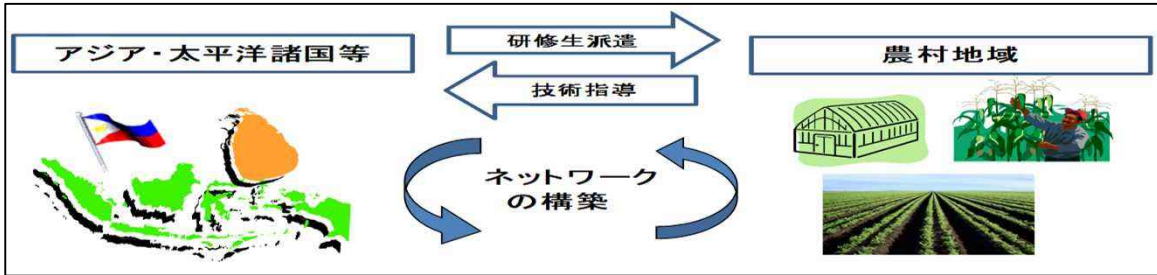 アジア・太平洋諸国等
研修生派遣
技術指導
農村地域
ネットワーク
の構築